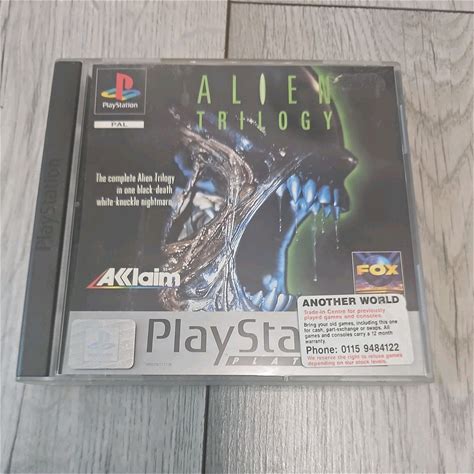 PlayStation
PAL
ALIEN
TRILOGY
PlayStation
The complete Alien Trilogy
in one black-death
white-knuckle nightmare
AKClaim
FOX
ANOTHER WORLD
Trade-in Centre for previously
played games and consoles.
Bring your old games, including this one
for cash, part-exchange or swaps. All
games and consoles carry a 12 month
warranty.
Phone: 0115 9484122
We reserve the right to refuse games
depending on our stock levels.
PlaySta
PLAT